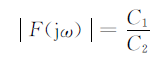 | F(jω) | = C₁/C₂